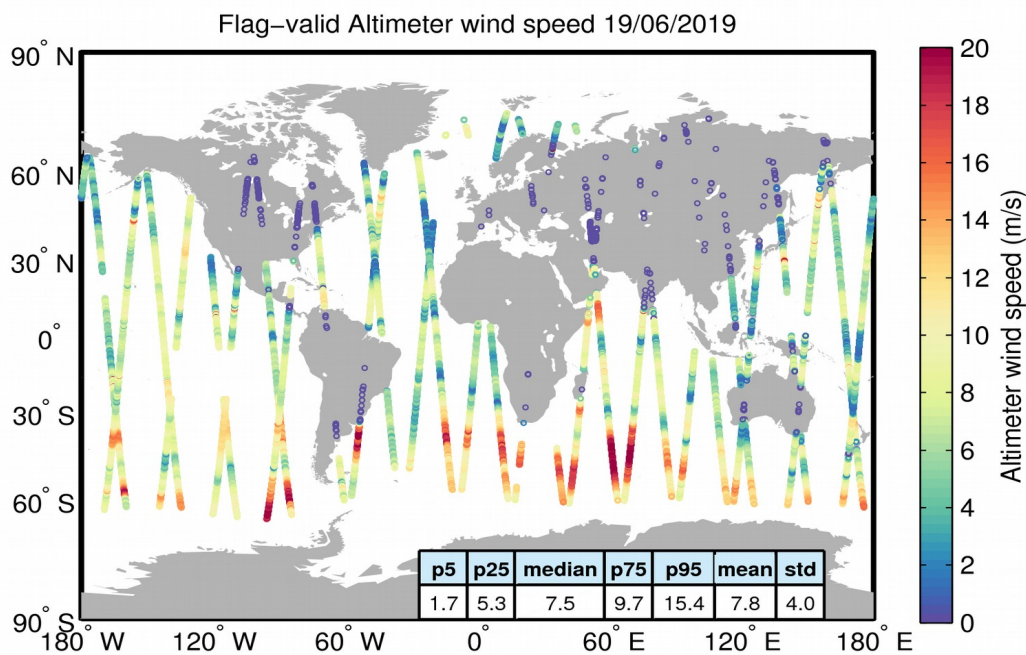 Flag−valid Altimeter wind speed 19/06/2019
90° N
60° N
30° N
0°
30° S
60° S
90° S
180° W
120° W
60° W
0°
60° E
120° E
180° E
p5 p25 median p75 p95 mean std
1.7 5.3 7.5 9.7 15.4 7.8 4.0
20
18
16
14
12
10
8
6
4
2
0
Altimeter wind speed (m/s)